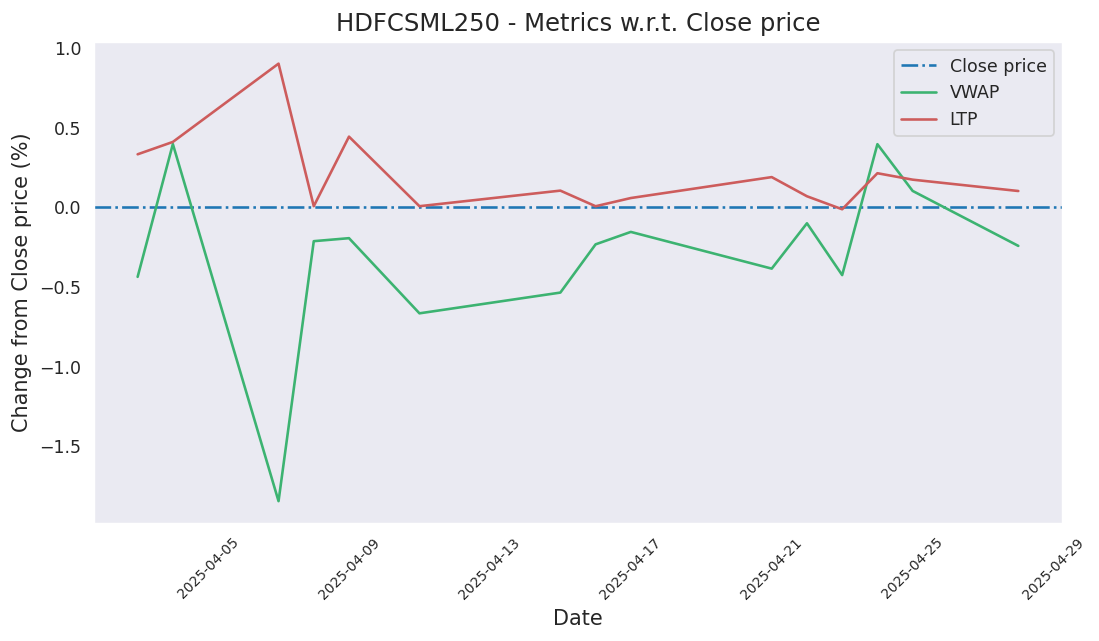 HDFCSML250 - Metrics w.r.t. Close price
Change from Close price (%)
1.0
0.5
0.0
−0.5
−1.0
−1.5
Close price
VWAP
LTP
2025-04-05
2025-04-09
2025-04-13
2025-04-17
2025-04-21
2025-04-25
2025-04-29
Date